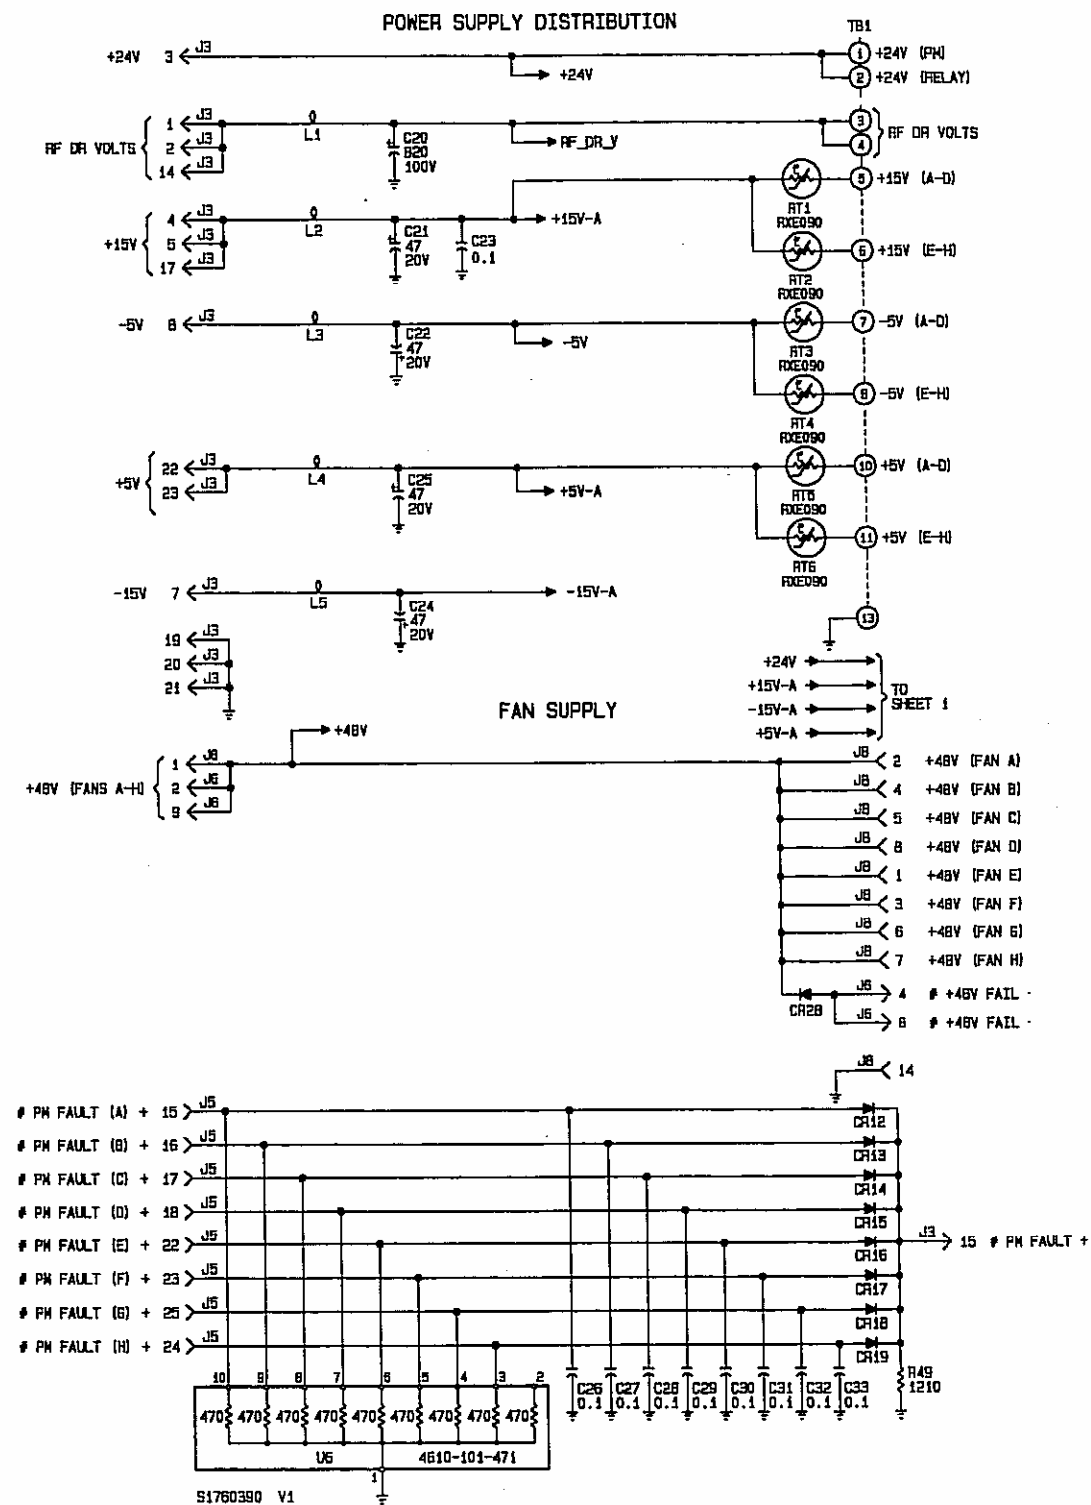 POWER SUPPLY DISTRIBUTION
TB1
+24V 3 J3
1 +24V (PM)
+24V
2 +24V (RELAY)
RF DR VOLTS
1 J3
2 J3
14 J3
L1
C20
820
100V
RF_DR_V
3
4
RF DR VOLTS
RT1
RXE090
5 +15V (A-D)
+15V
4 J3
5 J3
17 J3
L2
C21
47
20V
C23
0.1
+15V-A
RT2
RXE090
6 +15V (E-H)
-5V 8 J3
L3
C22
47
20V
-5V
RT3
RXE090
7 -5V (A-D)
RT4
RXE090
8 -5V (E-H)
+5V
22 J3
23 J3
L4
C25
47
20V
+5V-A
RT5
RXE090
10 +5V (A-D)
RT6
RXE090
11 +5V (E-H)
-15V 7 J3
L5
C24
47
20V
-15V-A
13
19 J3
20 J3
21 J3
+24V
+15V-A
-15V-A
+5V-A
TO
SHEET 1
FAN SUPPLY
+48V
+48V (FANS A-H)
1 J6
2 J6
9 J6
J8 2 +48V (FAN A)
J8 4 +48V (FAN B)
J8 5 +48V (FAN C)
J8 8 +48V (FAN D)
J8 1 +48V (FAN E)
J8 3 +48V (FAN F)
J8 6 +48V (FAN G)
J8 7 +48V (FAN H)
CR28
J6 4 # +48V FAIL -
J6 6 # +48V FAIL -
J8 14
# PM FAULT (A) + 15 J5
CR12
# PM FAULT (B) + 16 J5
CR13
# PM FAULT (C) + 17 J5
CR14
# PM FAULT (D) + 18 J5
CR15
# PM FAULT (E) + 22 J5
CR16
J3 15 # PM FAULT +
# PM FAULT (F) + 23 J5
CR17
# PM FAULT (G) + 25 J5
CR18
# PM FAULT (H) + 24 J5
CR19
10 9 8 7 6 5 4 3 2
470 470 470 470 470 470 470 470 470
U6 4610-101-471
1
C26 C27 C28 C29 C30 C31 C32 C33
0.1 0.1 0.1 0.1 0.1 0.1 0.1 0.1
R49
1210
S1760390 V1